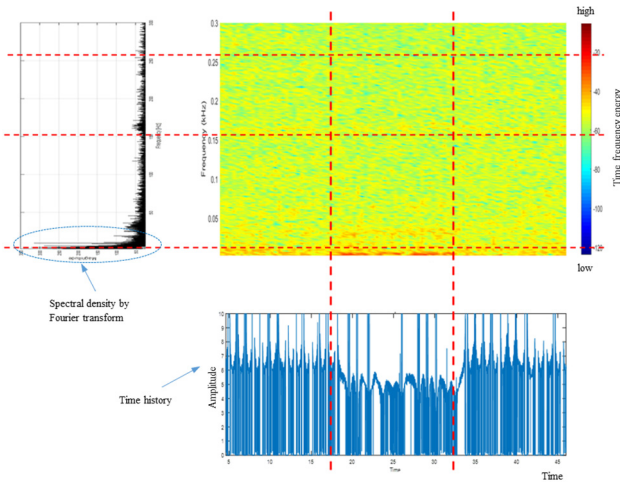 high
0.3
0.25
0.2
0.15
0.1
0.05
Frequency (kHz)
-20
-40
-60
-80
-100
-120
Time frequency energy
low
Spectral density by
Fourier transform
Time history
Amplitude
10
9
8
7
6
5
4
3
2
1
0
5 10 15 20 25 30 35 40 45
Time
Time